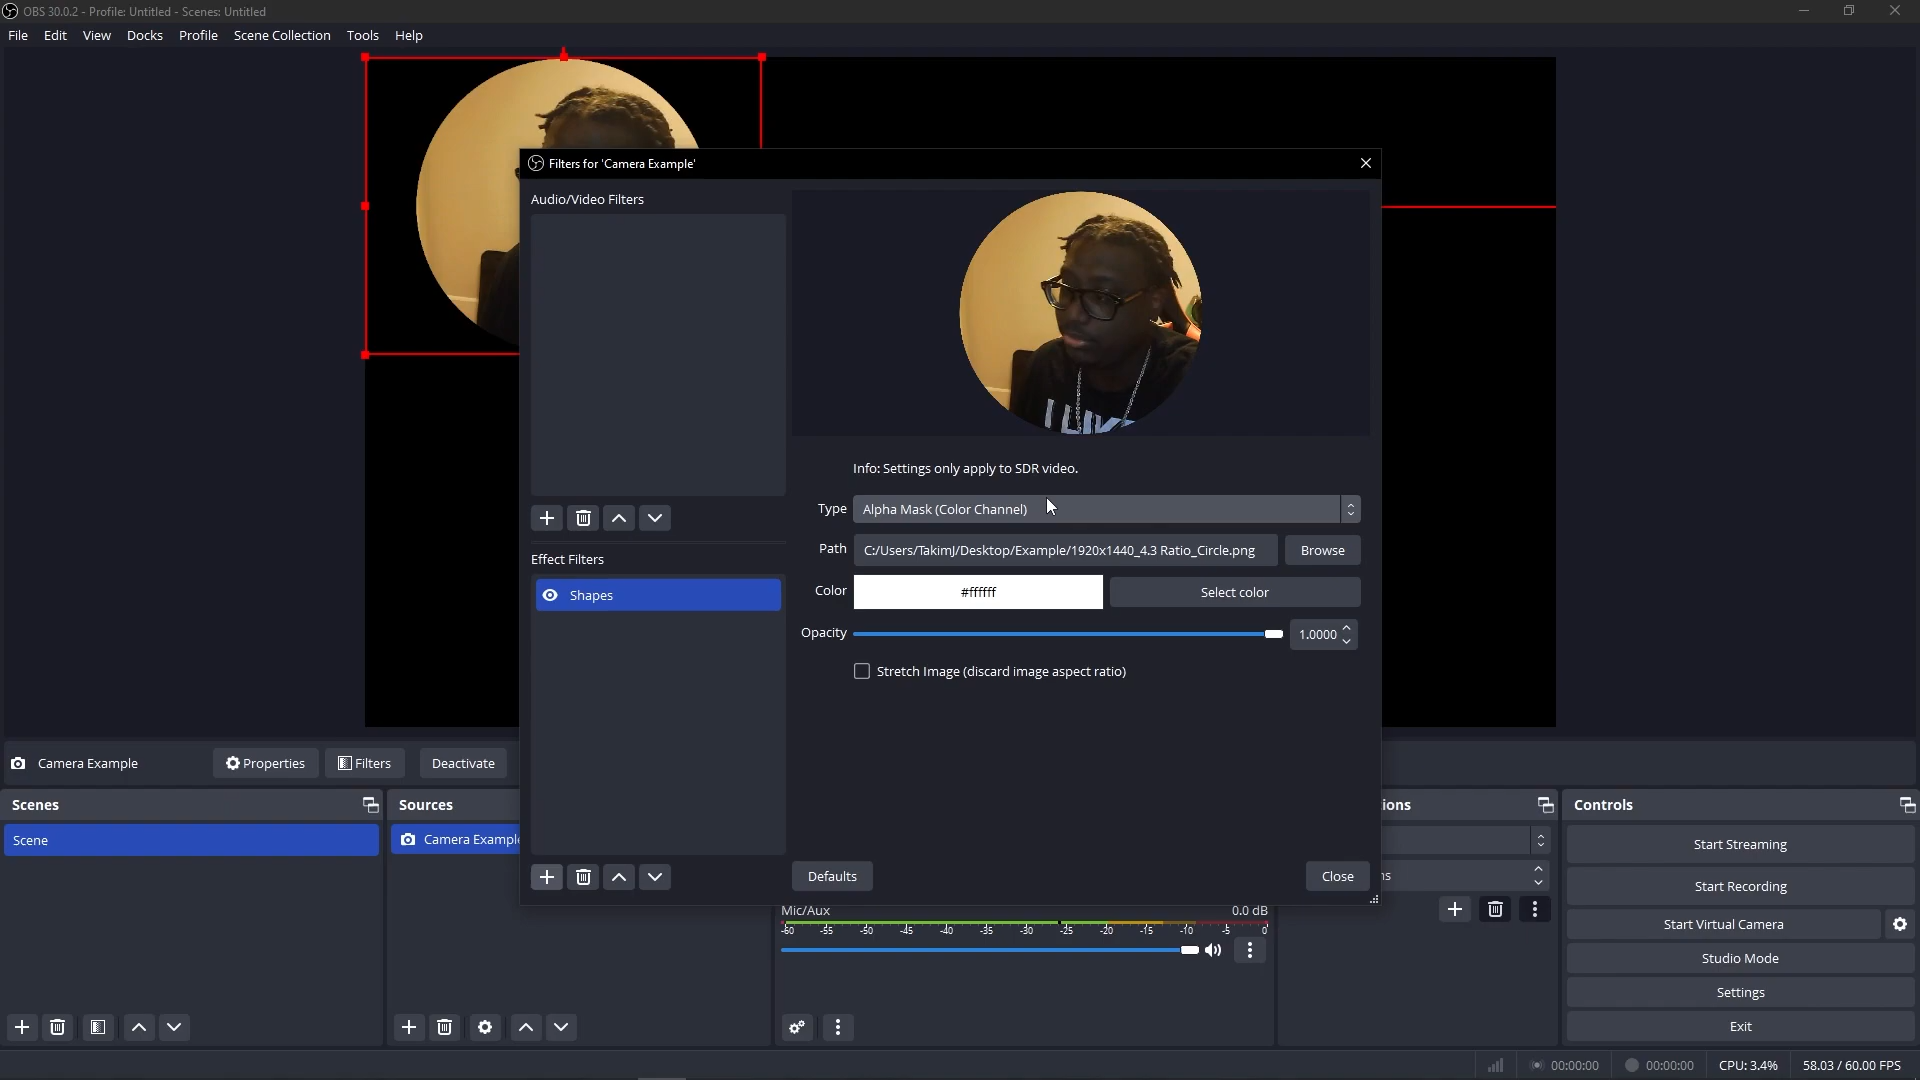 OBS 30.0.2 - Profile: Untitled - Scenes: Untitled
File Edit View Docks Profile Scene Collection Tools Help
Filters for 'Camera Example'
Audio/Video Filters
Info: Settings only apply to SDR video.
Type Alpha Mask (Color Channel)
Path C:/Users/TakimJ/Desktop/Example/1920x1440_4.3 Ratio_Circle.png Browse
Effect Filters
Shapes
Color #ffffff Select color
Opacity 1.0000
Stretch Image (discard image aspect ratio)
Defaults Close
Camera Example Properties Filters Deactivate
Scenes Sources ions Controls
Scene
Camera Example
Start Streaming
ns
Start Recording
Mic/Aux 0.0 dB
-60 -55 -50 -45 -40 -35 -30 -25 -20 -15 -10 -5 0
Start Virtual Camera
Studio Mode
Settings
Exit
00:00:00 00:00:00 CPU: 3.4% 58.03 / 60.00 FPS